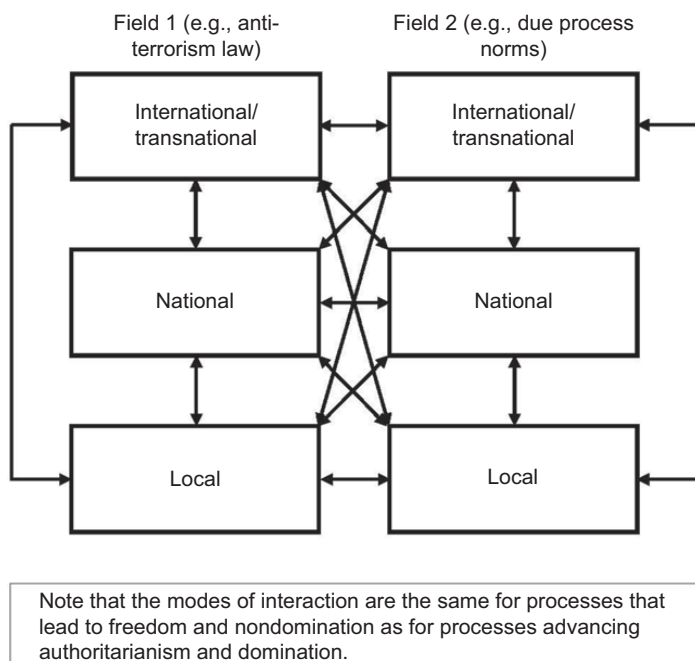 Field 1 (e.g., anti-
terrorism law)
Field 2 (e.g., due process
norms)
International/
transnational
International/
transnational
National
National
Local
Local
Note that the modes of interaction are the same for processes that
lead to freedom and nondomination as for processes advancing
authoritarianism and domination.